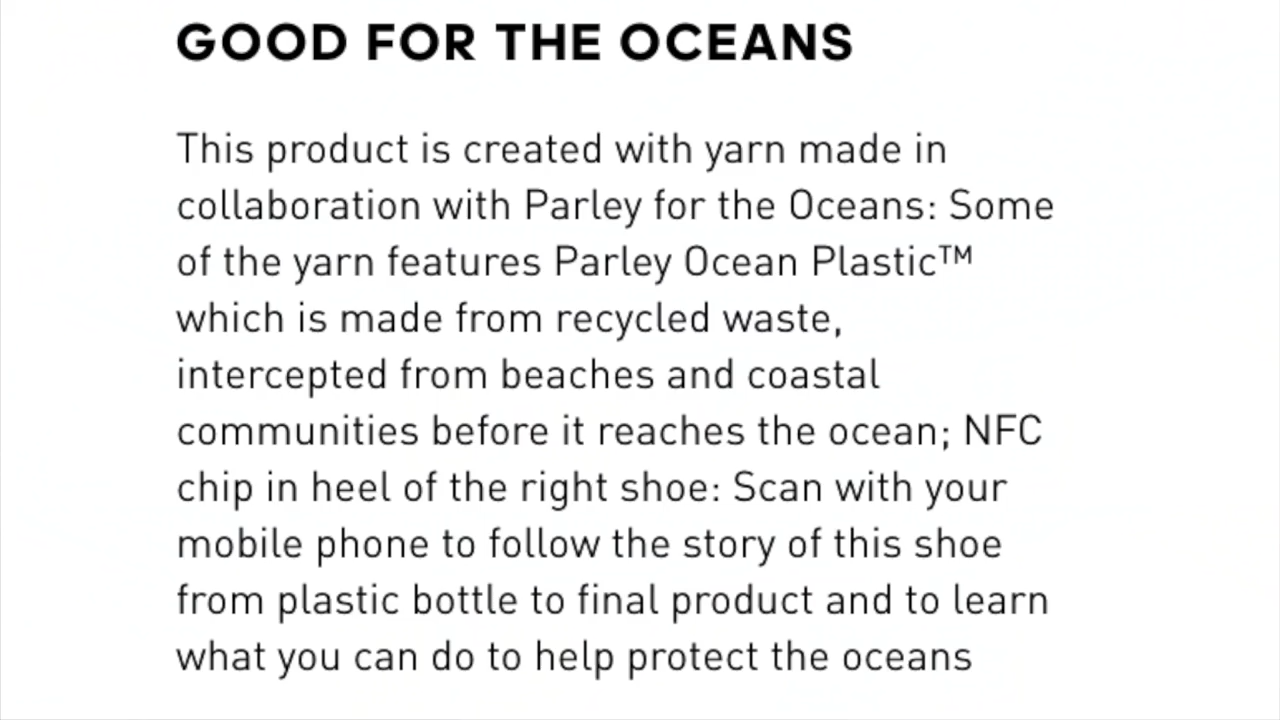 GOOD FOR THE OCEANS
This product is created with yarn made in
collaboration with Parley for the Oceans: Some
of the yarn features Parley Ocean Plastic™
which is made from recycled waste,
intercepted from beaches and coastal
communities before it reaches the ocean; NFC
chip in heel of the right shoe: Scan with your
mobile phone to follow the story of this shoe
from plastic bottle to final product and to learn
what you can do to help protect the oceans